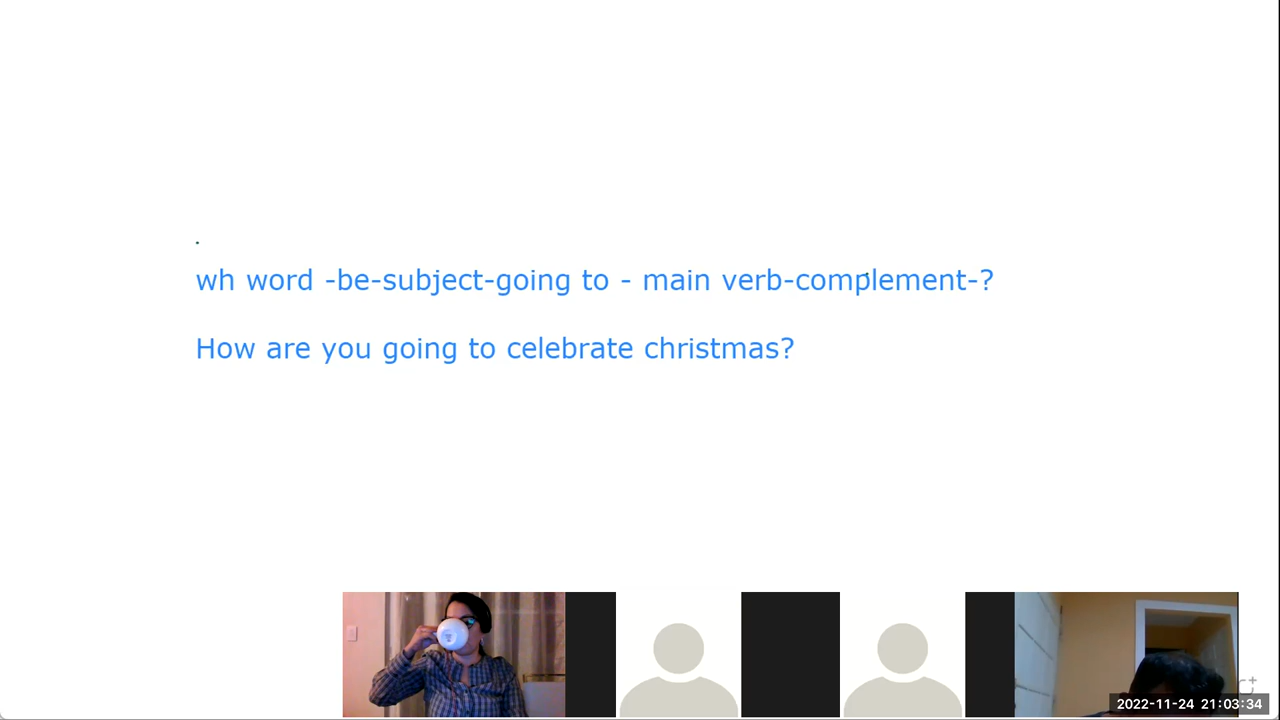 wh word -be-subject-going to - main verb-complement-?
How are you going to celebrate christmas?
2022-11-24 21:03:34